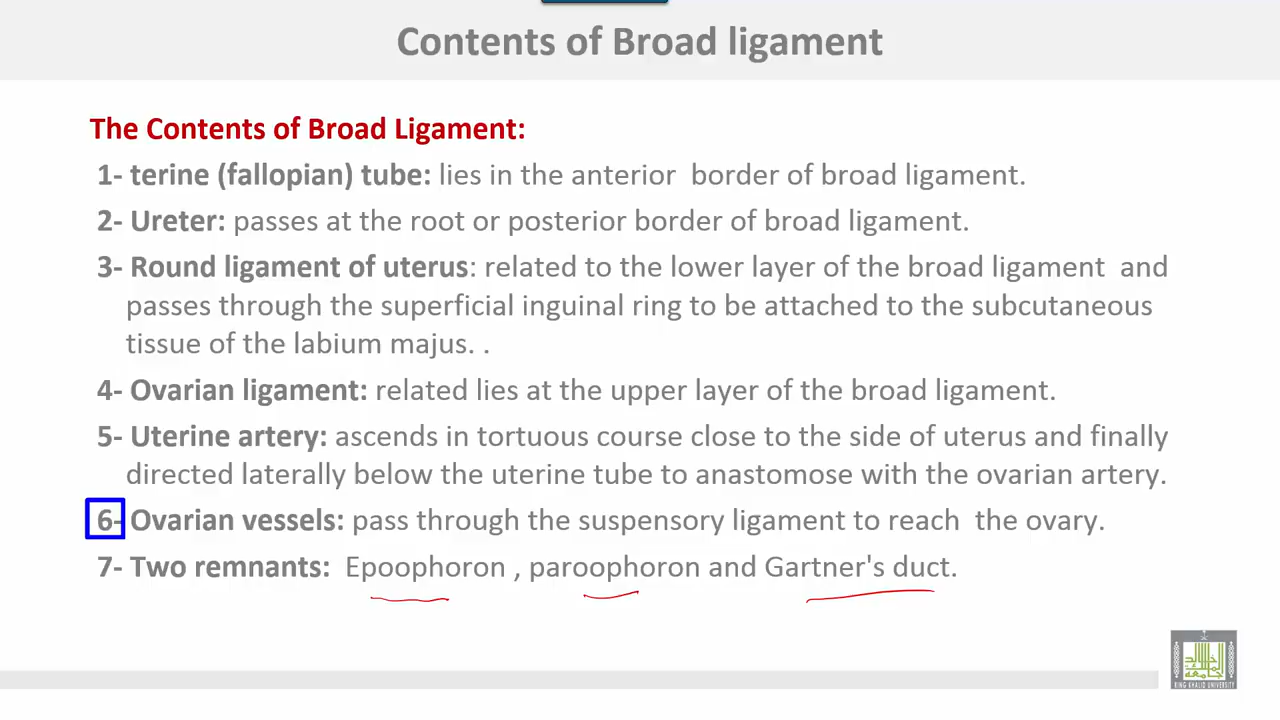 Contents of Broad ligament
The Contents of Broad Ligament:
1- terine (fallopian) tube: lies in the anterior border of broad ligament.
2- Ureter: passes at the root or posterior border of broad ligament.
3- Round ligament of uterus: related to the lower layer of the broad ligament and
passes through the superficial inguinal ring to be attached to the subcutaneous
tissue of the labium majus. .
4- Ovarian ligament: related lies at the upper layer of the broad ligament.
5- Uterine artery: ascends in tortuous course close to the side of uterus and finally
directed laterally below the uterine tube to anastomose with the ovarian artery.
6- Ovarian vessels: pass through the suspensory ligament to reach the ovary.
7- Two remnants: Epoophoron , paroophoron and Gartner's duct.
KING KHALID UNIVERSITY